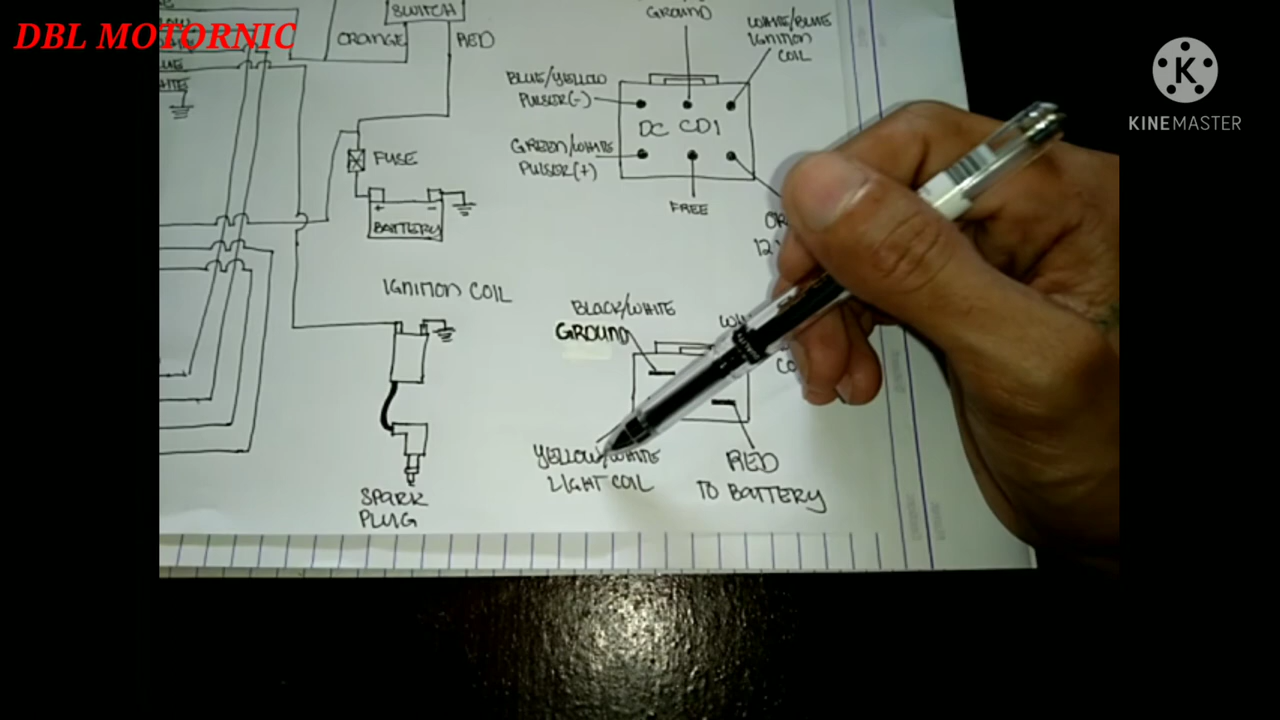 DBL MOTORNIC
KINEMASTER
SWITCH
ORANGE
RED
GROUND
WHITE/BLUE
IGNITION
COIL
BLUE/YELLOW
PULSER(-)
DC CDI
GREEN/WHITE
PULSER(+)
FREE
FUSE
+
-
BATTERY
IGNITION COIL
BLACK/WHITE
GROUND
YELLOW/WHITE
LIGHT COIL
RED
TO BATTERY
SPARK
PLUG